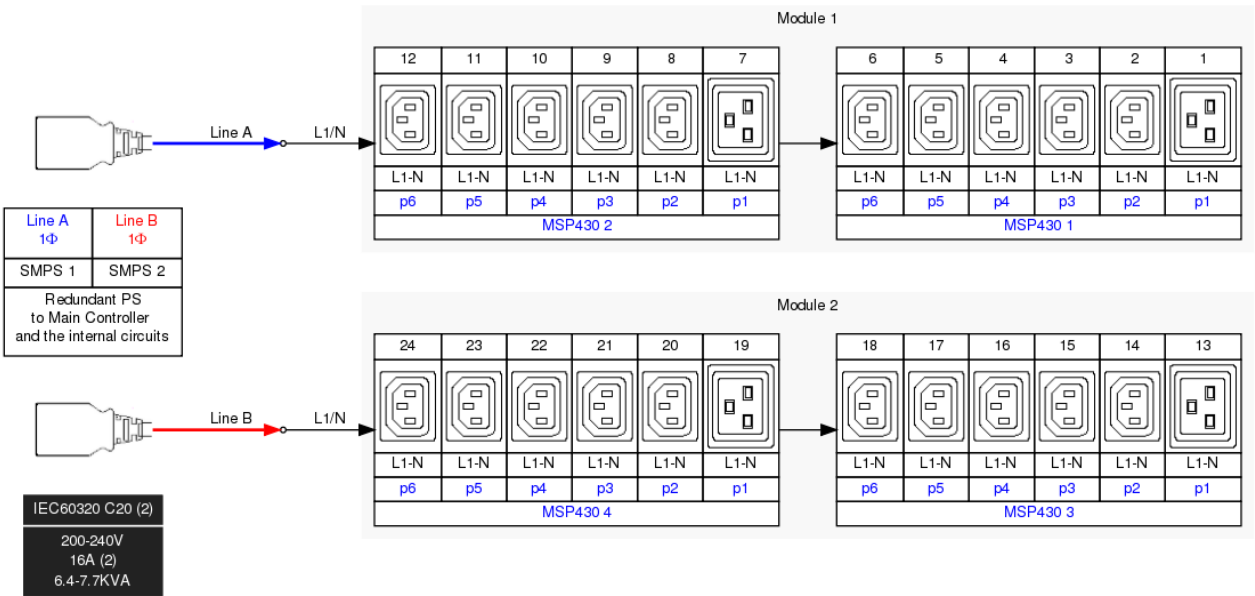 Module 1
12 11 10 9 8 7
6 5 4 3 2 1
Line A
L1/N
L1-N L1-N L1-N L1-N L1-N L1-N
L1-N L1-N L1-N L1-N L1-N L1-N
p6 p5 p4 p3 p2 p1
p6 p5 p4 p3 p2 p1
MSP430 2
MSP430 1
Line A
1Φ
Line B
1Φ
SMPS 1
SMPS 2
Redundant PS
to Main Controller
and the internal circuits
Module 2
24 23 22 21 20 19
18 17 16 15 14 13
Line B
L1/N
L1-N L1-N L1-N L1-N L1-N L1-N
L1-N L1-N L1-N L1-N L1-N L1-N
p6 p5 p4 p3 p2 p1
p6 p5 p4 p3 p2 p1
MSP430 4
MSP430 3
IEC60320 C20 (2)
200-240V
16A (2)
6.4-7.7KVA